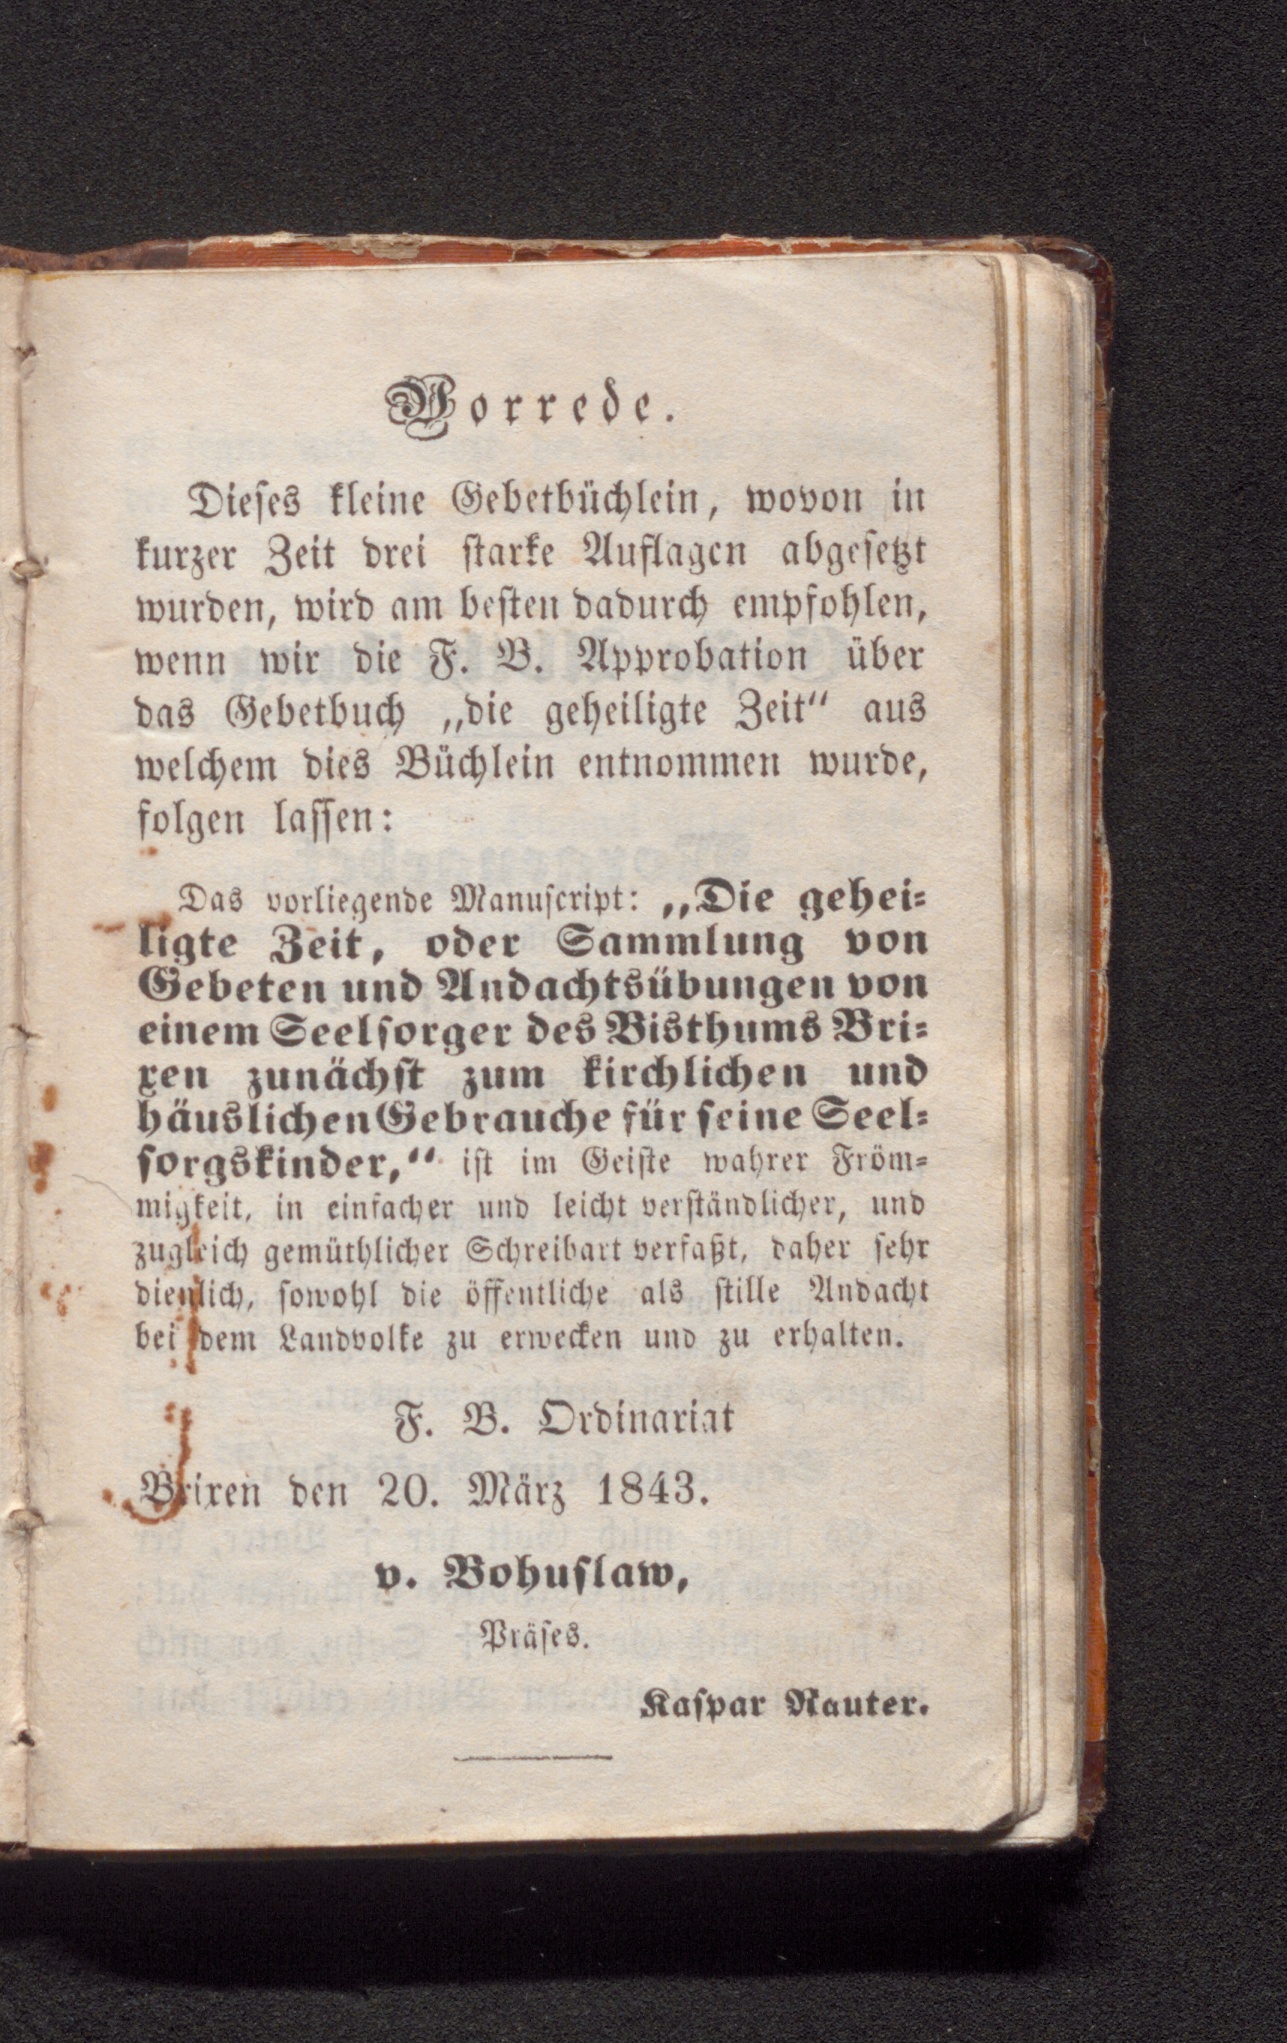 Vorrede.
Dieses kleine Gebetbüchlein, wovon in
kurzer Zeit drei starke Auflagen abgesetzt
wurden, wird am besten dadurch empfohlen,
wenn wir die F. B. Approbation über
das Gebetbuch „die geheiligte Zeit“ aus
welchem dies Büchlein entnommen wurde,
folgen lassen:
Das vorliegende Manuscript: „Die gehei-
ligte Zeit, oder Sammlung von
Gebeten und Andachtsübungen von
einem Seelsorger des Bisthums Bri-
xen zunächst zum kirchlichen und
häuslichen Gebrauche für seine Seel-
sorgskinder,“ ist im Geiste wahrer Fröm-
migkeit, in einfacher und leicht verständlicher, und
zugleich gemüthlicher Schreibart verfaßt, daher sehr
dienlich, sowohl die öffentliche als stille Andacht
bei dem Landvolke zu erwecken und zu erhalten.
F. B. Ordinariat
Brixen den 20. März 1843.
v. Bohuslaw,
Präses.
Kaspar Rauter.